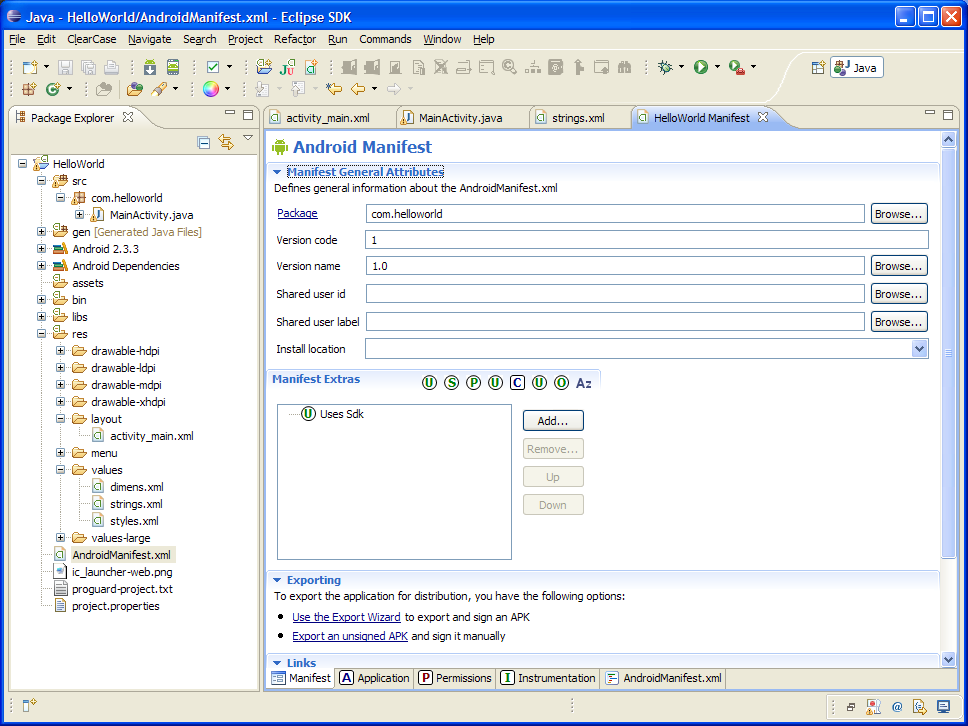 Java - HelloWorld/AndroidManifest.xml - Eclipse SDK
File Edit ClearCase Navigate Search Project Refactor Run Commands Window Help
Java
Package Explorer
activity_main.xml MainActivity.java strings.xml HelloWorld Manifest
HelloWorld
src
com.helloworld
MainActivity.java
gen [Generated Java Files]
Android 2.3.3
Android Dependencies
assets
bin
libs
res
drawable-hdpi
drawable-ldpi
drawable-mdpi
drawable-xhdpi
layout
activity_main.xml
menu
values
dimens.xml
strings.xml
styles.xml
values-large
AndroidManifest.xml
ic_launcher-web.png
proguard-project.txt
project.properties
Android Manifest
Manifest General Attributes
Defines general information about the AndroidManifest.xml
Package com.helloworld Browse...
Version code 1
Version name 1.0 Browse...
Shared user id Browse...
Shared user label Browse...
Install location
Manifest Extras U S P U C U O Az
U Uses Sdk
Add...
Remove...
Up
Down
Exporting
To export the application for distribution, you have the following options:
Use the Export Wizard to export and sign an APK
Export an unsigned APK and sign it manually
Links
Manifest A Application P Permissions I Instrumentation AndroidManifest.xml